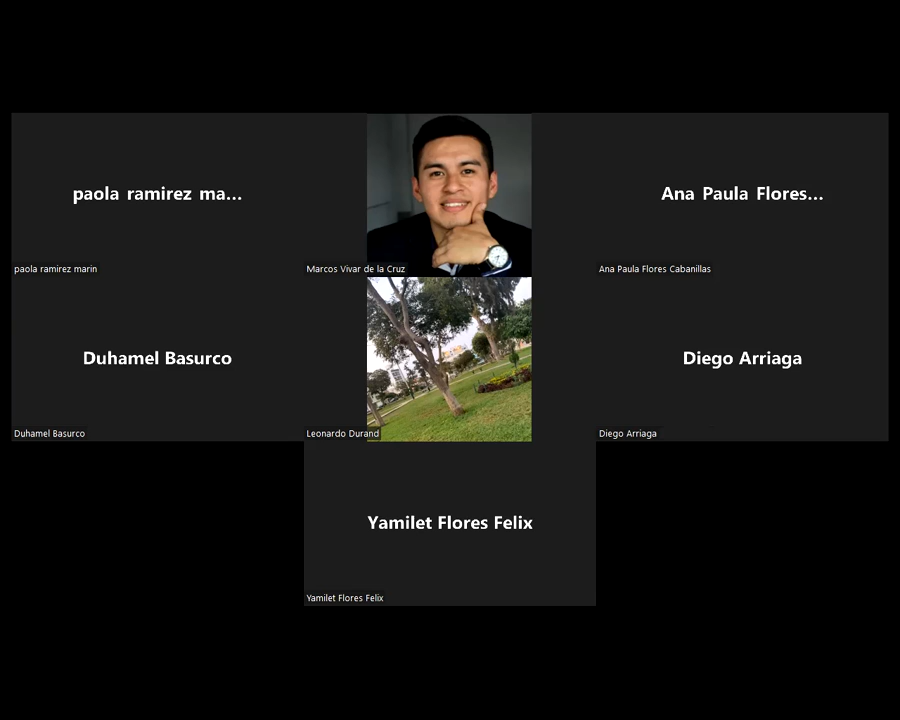 paola ramirez ma...
paola ramirez marin
Marcos Vivar de la Cruz
Ana Paula Flores...
Ana Paula Flores Cabanillas
Duhamel Basurco
Duhamel Basurco
Leonardo Durand
Diego Arriaga
Diego Arriaga
Yamilet Flores Felix
Yamilet Flores Felix